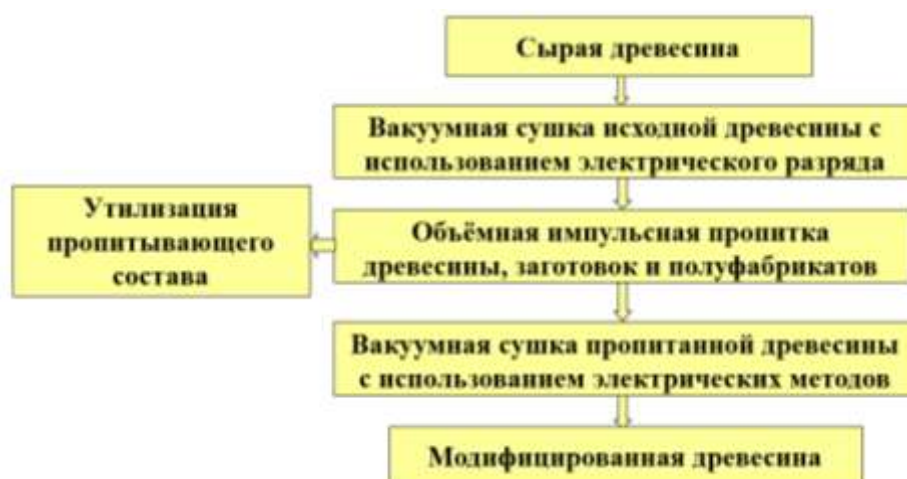 Сырая древесина
Вакуумная сушка исходной древесины с
использованием электрического разряда
Утилизация
пропитывающего
состава
Объёмная импульсная пропитка
древесины, заготовок и полуфабрикатов
Вакуумная сушка пропитанной древесины
с использованием электрических методов
Модифицированная древесина